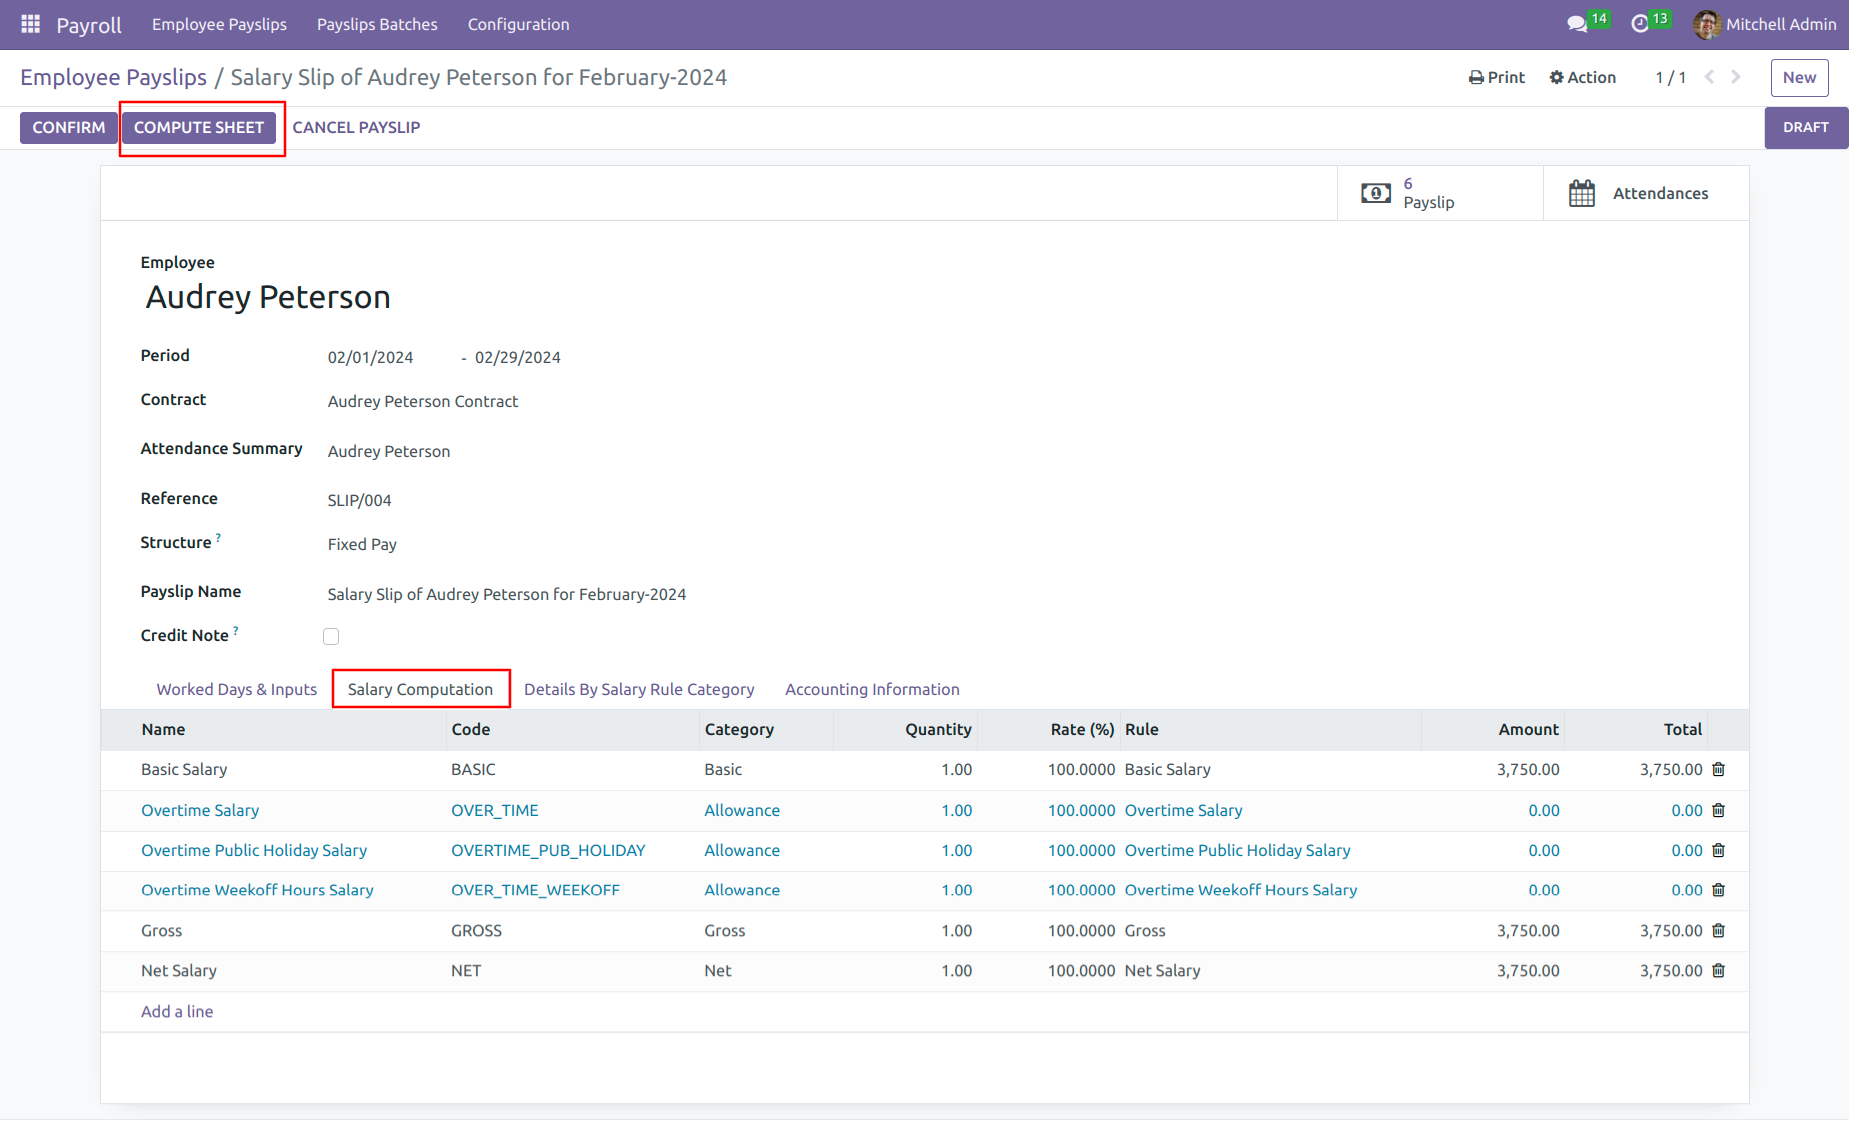 Payroll Employee Payslips Payslips Batches Configuration 14 13 Mitchell Admin
Employee Payslips / Salary Slip of Audrey Peterson for February-2024 Print Action 1 / 1 New
CONFIRM COMPUTE SHEET CANCEL PAYSLIP DRAFT
6
Payslip
Attendances
Employee
Audrey Peterson
Period 02/01/2024 - 02/29/2024
Contract Audrey Peterson Contract
Attendance Summary Audrey Peterson
Reference SLIP/004
Structure ? Fixed Pay
Payslip Name Salary Slip of Audrey Peterson for February-2024
Credit Note ?
Worked Days & Inputs Salary Computation Details By Salary Rule Category Accounting Information
Name Code Category Quantity Rate (%) Rule Amount Total
Basic Salary BASIC Basic 1.00 100.0000 Basic Salary 3,750.00 3,750.00
Overtime Salary OVER_TIME Allowance 1.00 100.0000 Overtime Salary 0.00 0.00
Overtime Public Holiday Salary OVERTIME_PUB_HOLIDAY Allowance 1.00 100.0000 Overtime Public Holiday Salary 0.00 0.00
Overtime Weekoff Hours Salary OVER_TIME_WEEKOFF Allowance 1.00 100.0000 Overtime Weekoff Hours Salary 0.00 0.00
Gross GROSS Gross 1.00 100.0000 Gross 3,750.00 3,750.00
Net Salary NET Net 1.00 100.0000 Net Salary 3,750.00 3,750.00
Add a line